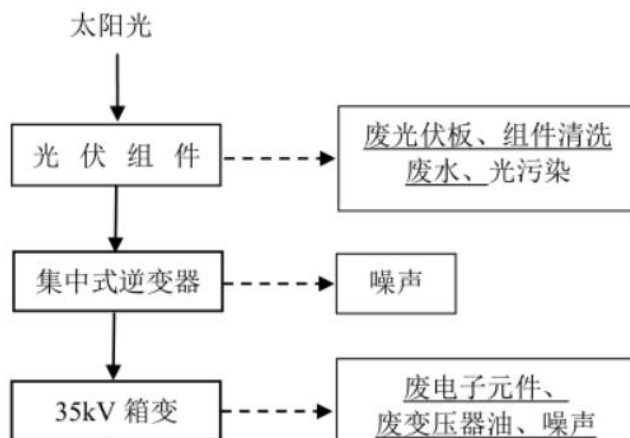 太阳光
光伏组件
废光伏板、组件清洗
废水、光污染
集中式逆变器
噪声
35kV 箱变
废电子元件、
废变压器油、噪声